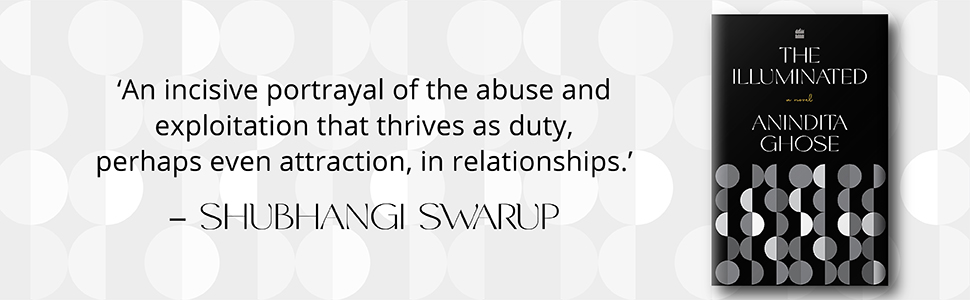 ‘An incisive portrayal of the abuse and
exploitation that thrives as duty,
perhaps even attraction, in relationships.’
– SHUBHANGI SWARUP
THE
ILLUMINATED
a novel
ANINDITA
GHOSE